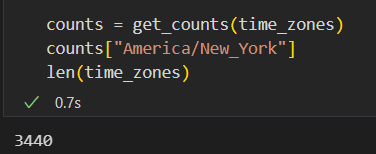 counts = get_counts(time_zones)
counts["America/New_York"]
len(time_zones)
0.7s
3440